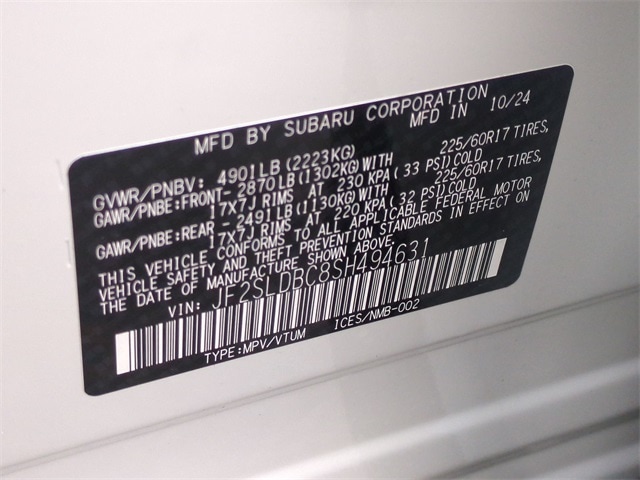 MFD BY SUBARU CORPORATION MFD IN 10/24
GVWR/PNBV: 4901LB(2223KG)
GAWR/PNBE:FRONT-2870LB(1302KG)WITH 225/60R17 TIRES,
17X7J RIMS AT 230 KPA( 33 PSI)COLD
GAWR/PNBE:REAR -2491LB(1130KG)WITH 225/60R17 TIRES,
17X7J RIMS AT 220 KPA( 32 PSI)COLD
THIS VEHICLE CONFORMS TO ALL APPLICABLE FEDERAL MOTOR
VEHICLE SAFETY AND THEFT PREVENTION STANDARDS IN EFFECT ON
THE DATE OF MANUFACTURE SHOWN ABOVE.
VIN: JF2SLDBC8SH494631
TYPE:MPV/VTUM ICES/NMB-002